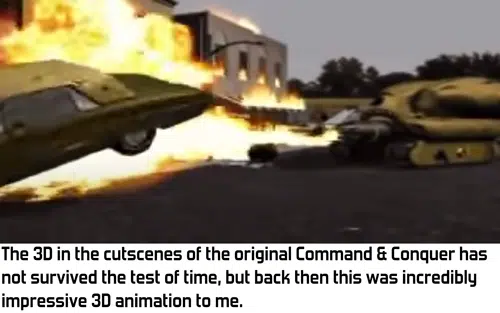 The 3D in the cutscenes of the original Command & Conquer has
not survived the test of time, but back then this was incredibly
impressive 3D animation to me.